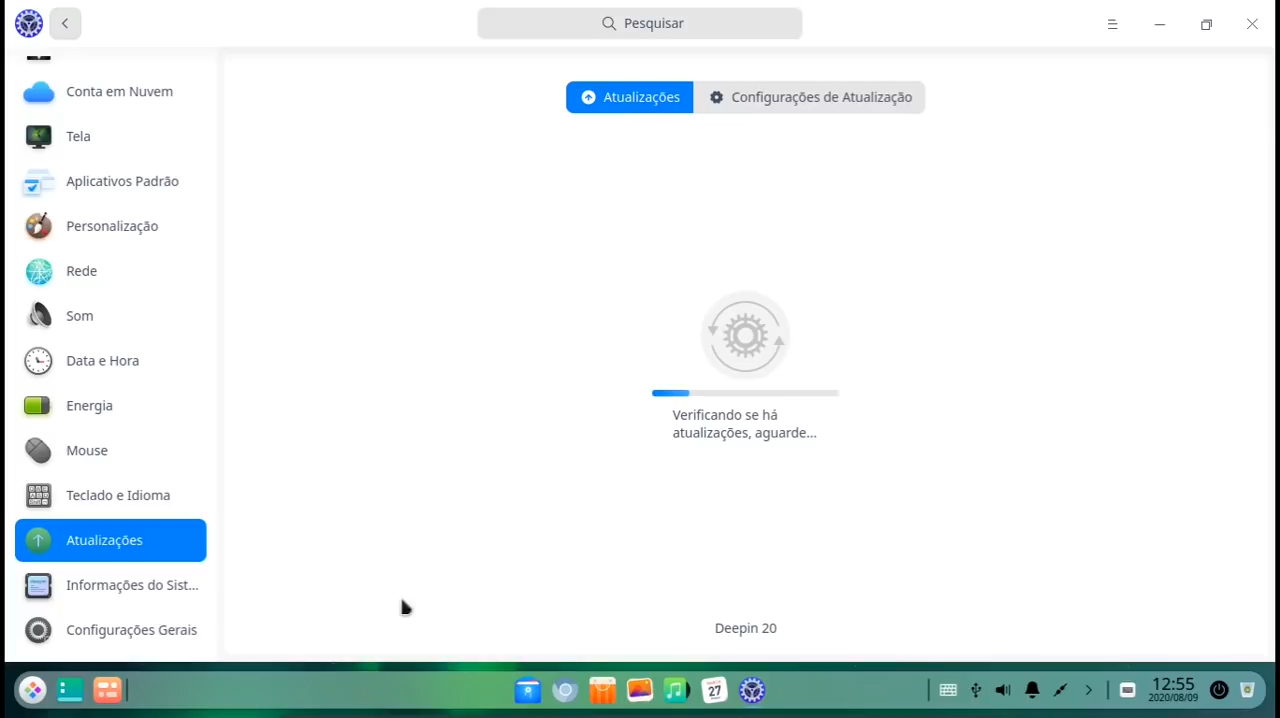 Pesquisar
Conta em Nuvem
Tela
Aplicativos Padrão
Personalização
Rede
Som
Data e Hora
Energia
Mouse
Teclado e Idioma
Atualizações
Informações do Sist...
Configurações Gerais
Atualizações
Configurações de Atualização
Verificando se há
atualizações, aguarde...
Deepin 20
27
12:55
2020/08/09